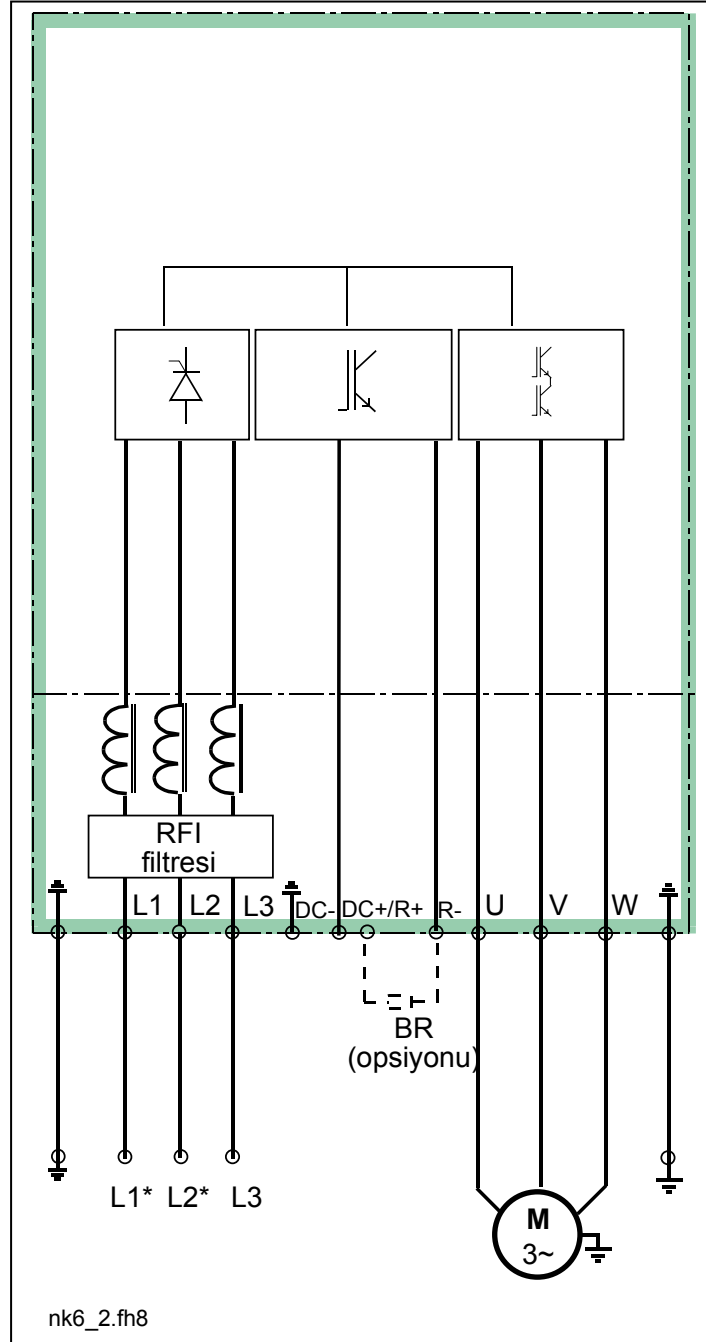 RFI
filtresi
L1 L2 L3 DC- DC+/R+ R- U V W
BR
(opsiyonu)
L1* L2* L3
M
3~
nk6_2.fh8